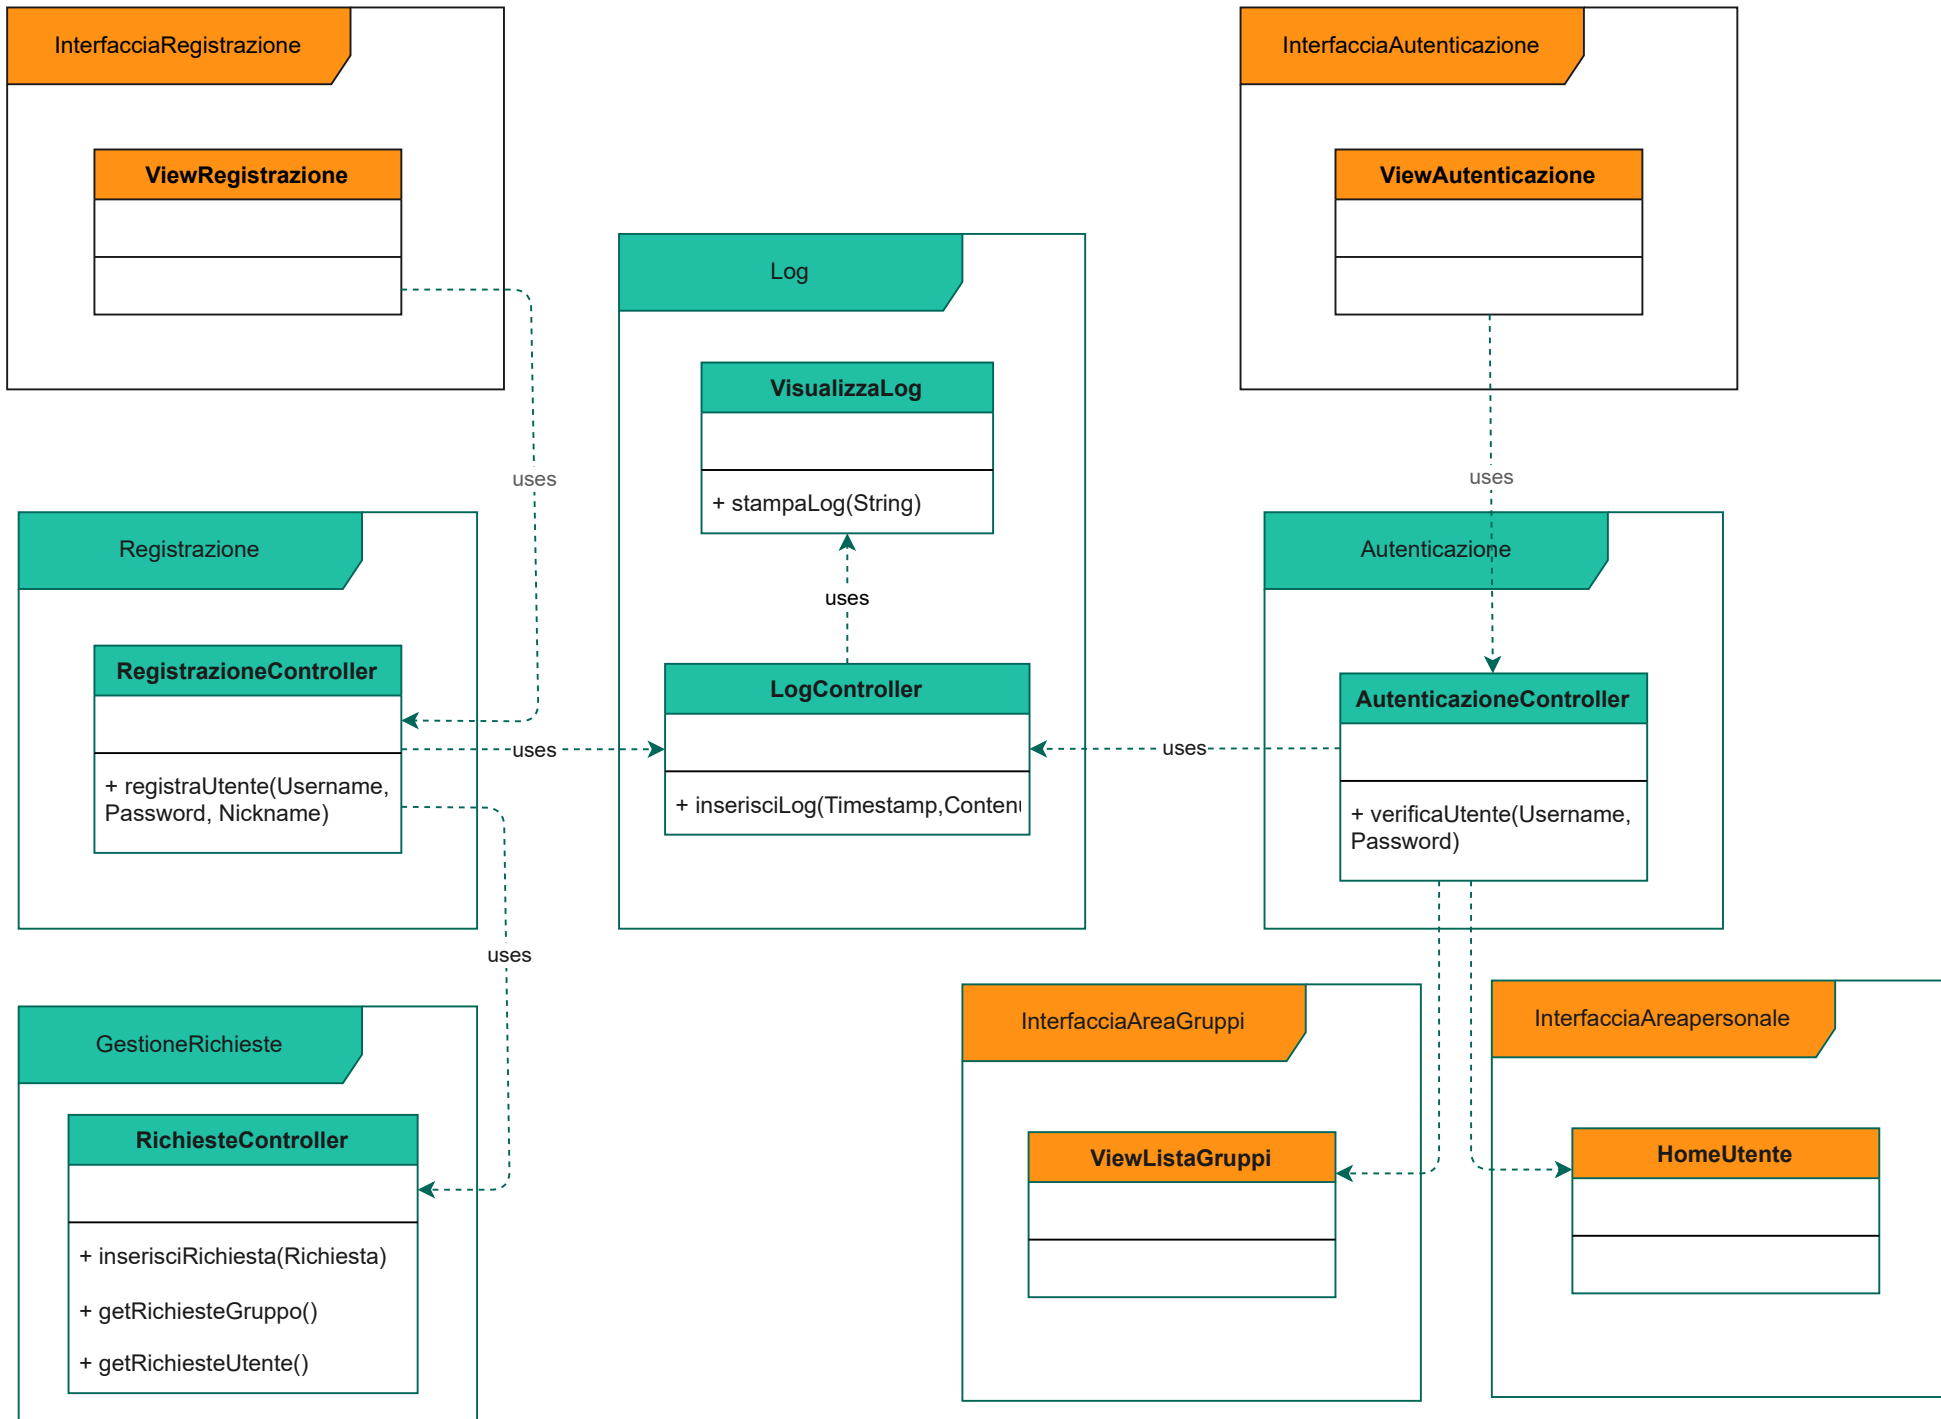 InterfacciaRegistrazione
InterfacciaAutenticazione
ViewRegistrazione
ViewAutenticazione
Log
VisualizzaLog
+ stampaLog(String)
uses
uses
Registrazione
Autenticazione
uses
RegistrazioneController
LogController
AutenticazioneController
uses
uses
+ registraUtente(Username,
Password, Nickname)
+ inserisciLog(Timestamp,Contenu
+ verificaUtente(Username,
Password)
uses
GestioneRichieste
InterfacciaAreaGruppi
InterfacciaAreapersonale
RichiesteController
ViewListaGruppi
HomeUtente
+ inserisciRichiesta(Richiesta)
+ getRichiesteGruppo()
+ getRichiesteUtente()